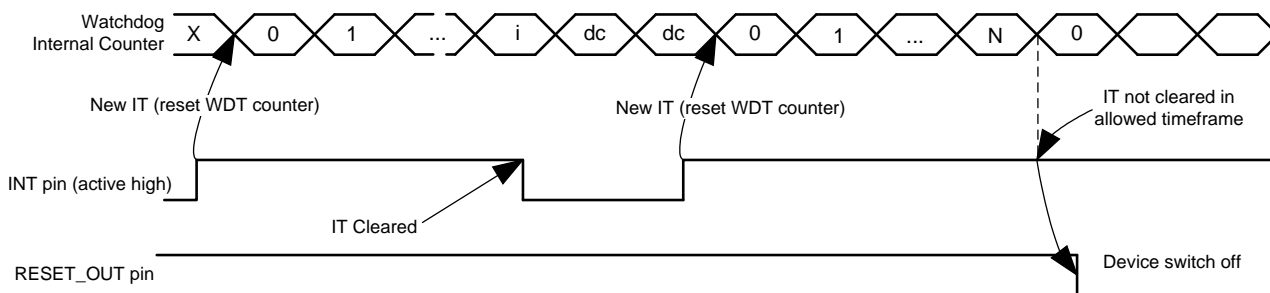 Watchdog
Internal Counter
X 0 1 ... i dc dc 0 1 ... N 0
New IT (reset WDT counter)
New IT (reset WDT counter)
IT not cleared in
allowed timeframe
INT pin (active high)
IT Cleared
RESET_OUT pin
Device switch off